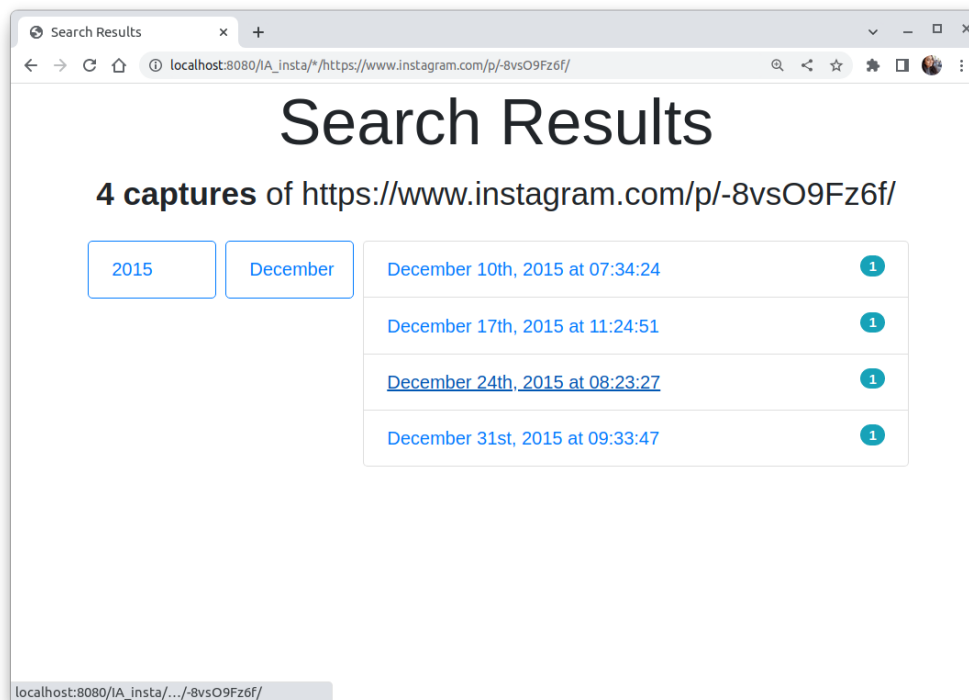 Search Results
localhost:8080/IA_insta/*/https://www.instagram.com/p/-8vsO9Fz6f/
Search Results
4 captures of https://www.instagram.com/p/-8vsO9Fz6f/
2015
December
December 10th, 2015 at 07:34:24 1
December 17th, 2015 at 11:24:51 1
December 24th, 2015 at 08:23:27 1
December 31st, 2015 at 09:33:47 1
localhost:8080/IA_insta/…/-8vsO9Fz6f/